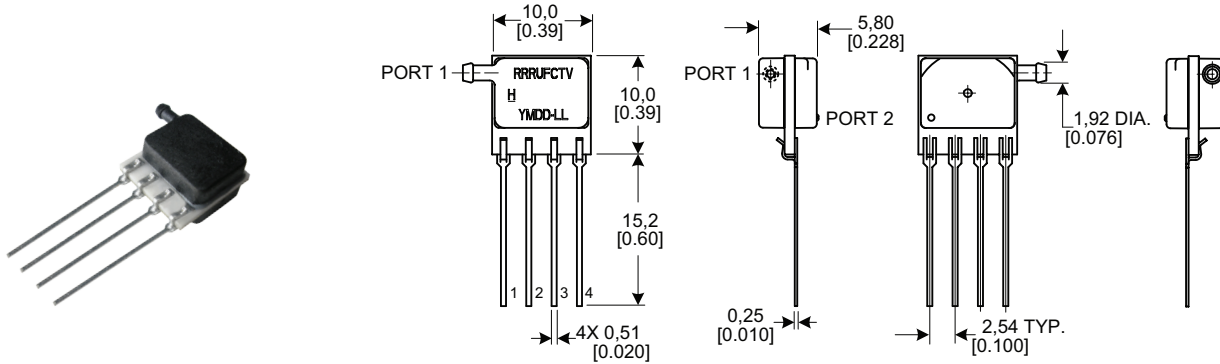 10,0
[0.39]
PORT 1
RRRUFCTV
H
YMDD-LL
10,0
[0.39]
15,2
[0.60]
1 2 3 4
4X 0,51
[0.020]
5,80
[0.228]
PORT 1
PORT 2
0,25
[0.010]
1,92 DIA.
[0.076]
2,54 TYP.
[0.100]